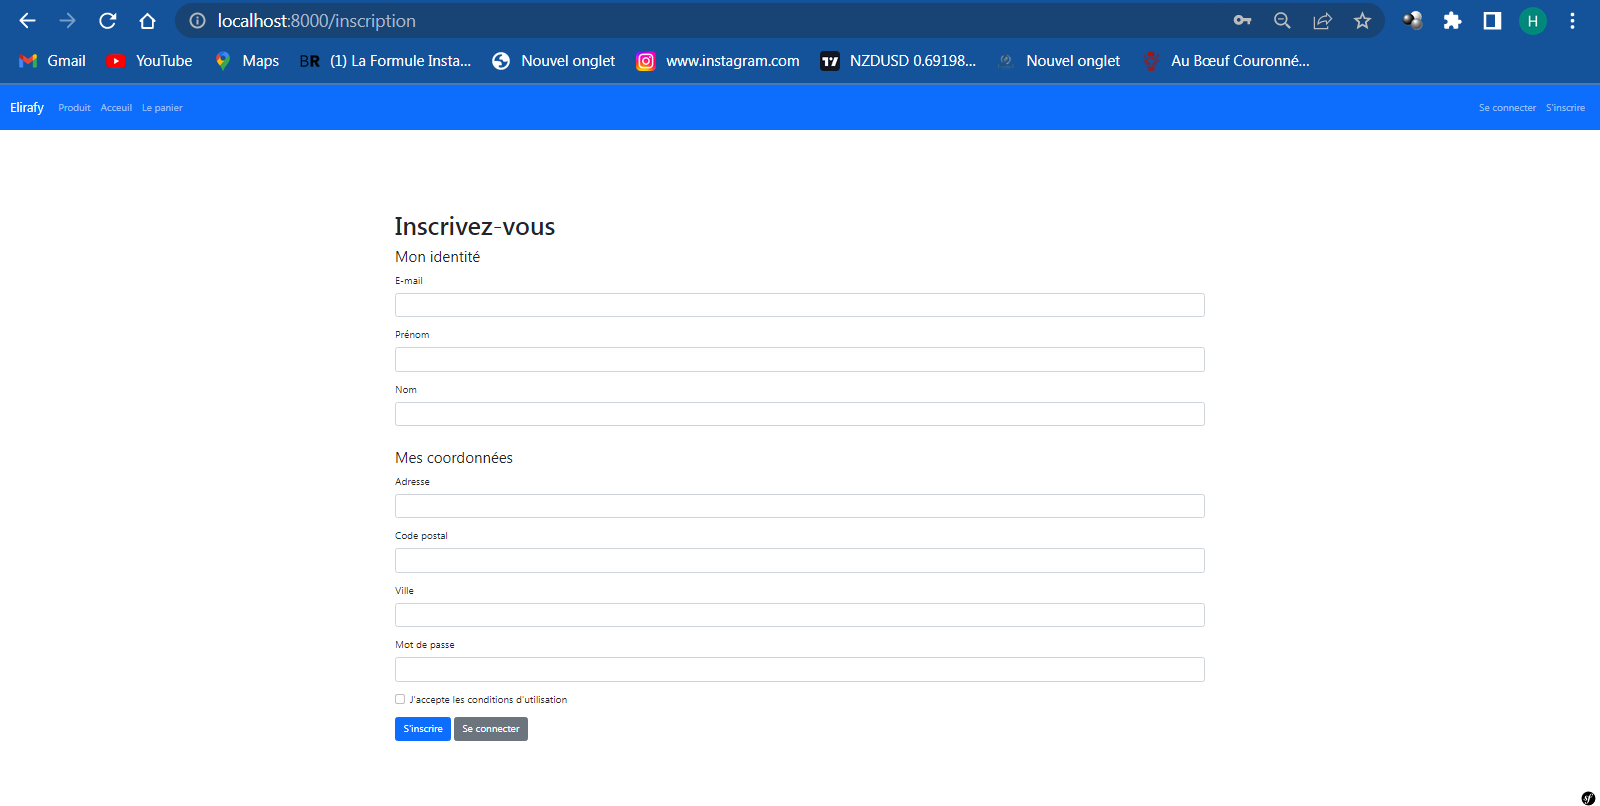 localhost:8000/inscription
Gmail YouTube Maps BR (1) La Formule Insta... Nouvel onglet www.instagram.com NZDUSD 0.69198... Nouvel onglet Au Bœuf Couronné...
H
Elirafy Produit Acceuil Le panier Se connecter S'inscrire
Inscrivez-vous
Mon identité
E-mail
Prénom
Nom
Mes coordonnées
Adresse
Code postal
Ville
Mot de passe
J'accepte les conditions d'utilisation
S'inscrire Se connecter
sf